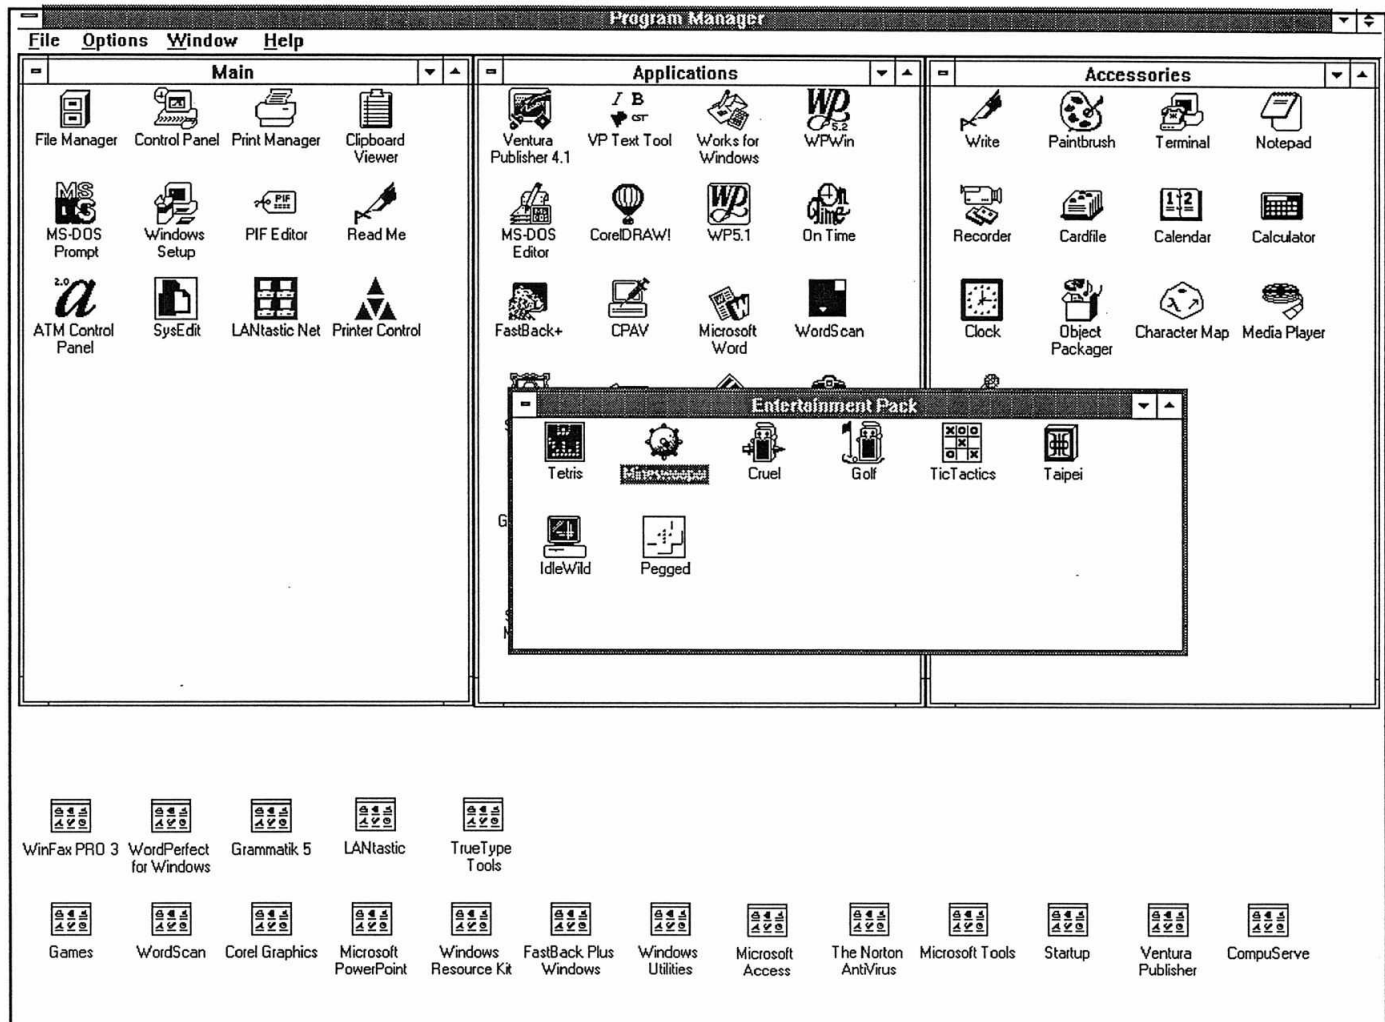 Program Manager
File Options Window Help
Main
File Manager Control Panel Print Manager Clipboard
Viewer
MS-DOS Windows PIF Editor Read Me
Prompt Setup
2.0
ATM Control SysEdit LANtastic Net Printer Control
Panel
Applications
Ventura VP Text Tool Works for WPWin
Publisher 4.1 Windows
MS-DOS CorelDRAW! WP5.1 On Time
Editor
FastBack+ CPAV Microsoft WordScan
Word
Accessories
Write Paintbrush Terminal Notepad
Recorder Cardfile Calendar Calculator
Clock Object Character Map Media Player
Packager
Entertainment Pack
Tetris Minesweeper Cruel Golf TicTactics Taipei
IdleWild Pegged
WinFax PRO 3 WordPerfect Grammatik 5 LANtastic TrueType
for Windows Tools
Games WordScan Corel Graphics Microsoft Windows FastBack Plus Windows Microsoft The Norton Microsoft Tools Startup Ventura CompuServe
PowerPoint Resource Kit Windows Utilities Access AntiVirus Publisher